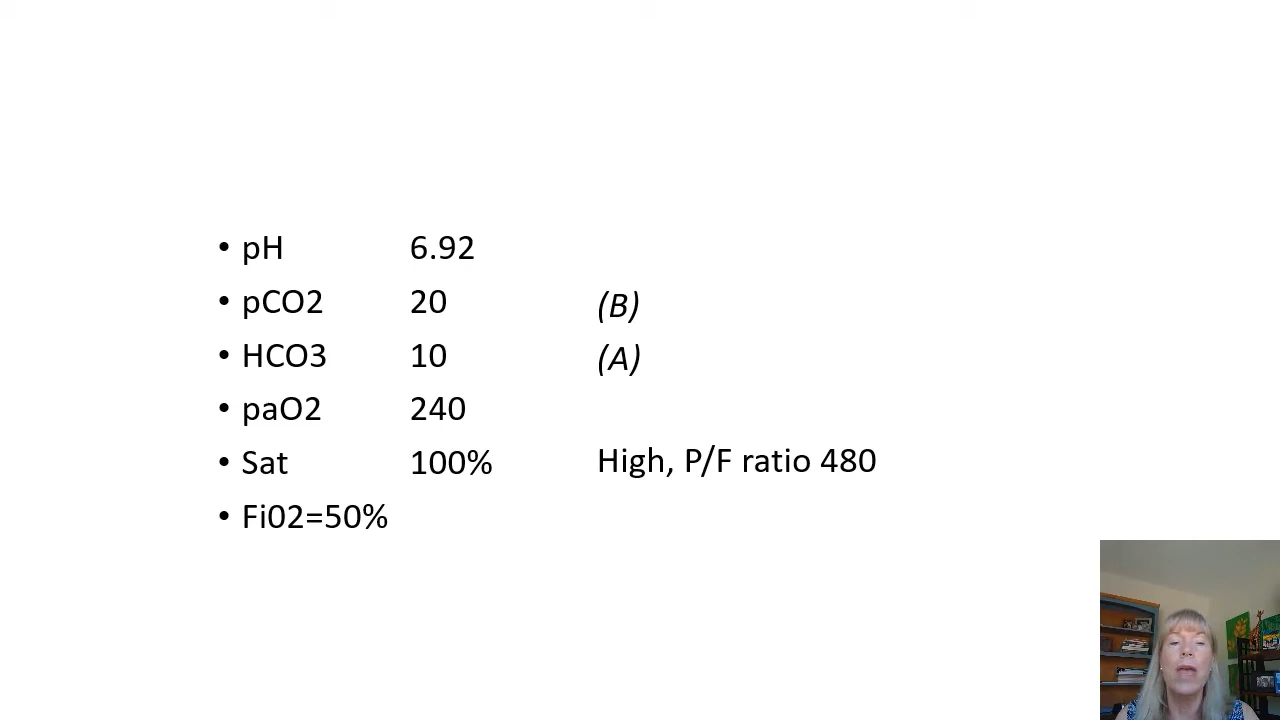 • pH 6.92
• pCO2 20 (B)
• HCO3 10 (A)
• paO2 240
• Sat 100% High, P/F ratio 480
• Fi02=50%